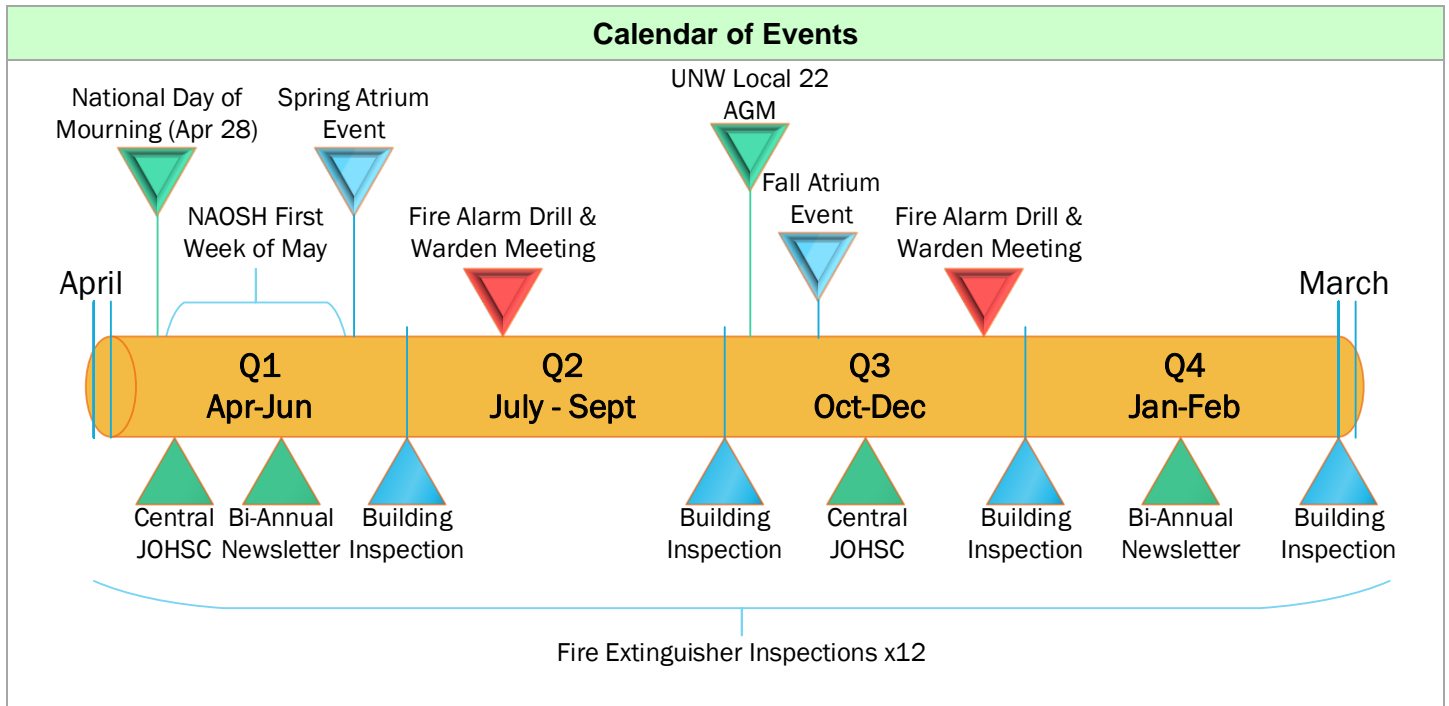 Calendar of Events
National Day of
Mourning (Apr 28)
Spring Atrium
Event
UNW Local 22
AGM
NAOSH First
Week of May
Fire Alarm Drill &
Warden Meeting
Fall Atrium
Event
Fire Alarm Drill &
Warden Meeting
April
March
Q1
Apr-Jun
Q2
July - Sept
Q3
Oct-Dec
Q4
Jan-Feb
Central
JOHSC
Bi-Annual
Newsletter
Building
Inspection
Building
Inspection
Central
JOHSC
Building
Inspection
Bi-Annual
Newsletter
Building
Inspection
Fire Extinguisher Inspections x12